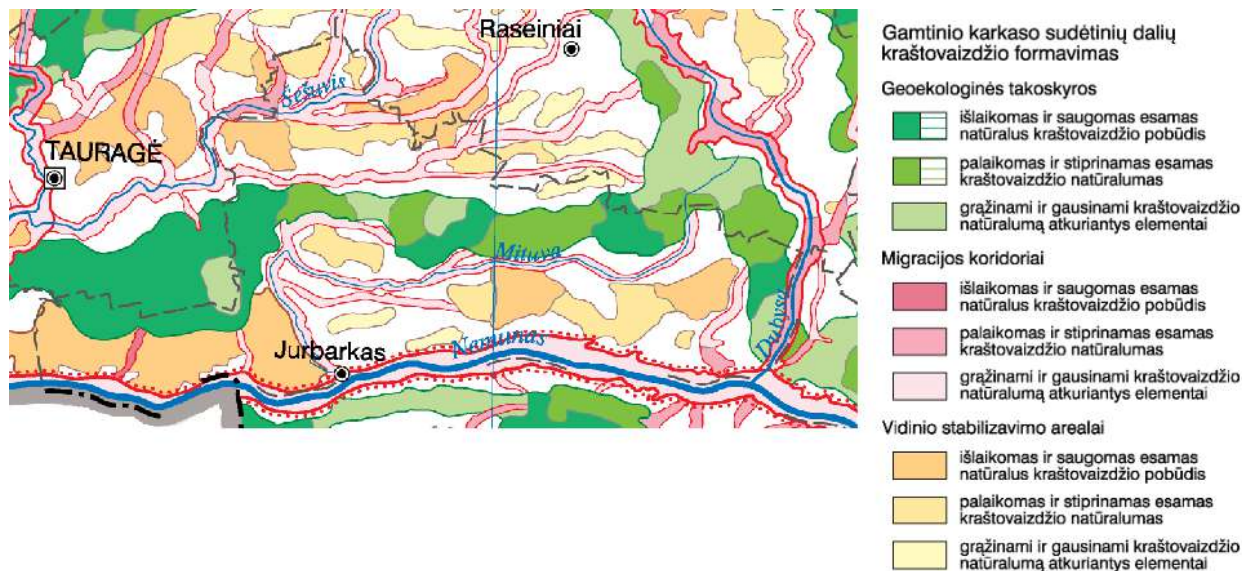 Raseiniai
Šešuvis
TAURAGĖ
Mituva
Dubysa
Nemunas
Jurbarkas
Gamtinio karkaso sudėtinių dalių
kraštovaizdžio formavimas
Geoekologinės takoskyros
išlaikomas ir saugomas esamas
natūralus kraštovaizdžio pobūdis
palaikomas ir stiprinamas esamas
kraštovaizdžio natūralumas
grąžinami ir gausinami kraštovaizdžio
natūralumą atkuriantys elementai
Migracijos koridoriai
išlaikomas ir saugomas esamas
natūralus kraštovaizdžio pobūdis
palaikomas ir stiprinamas esamas
kraštovaizdžio natūralumas
grąžinami ir gausinami kraštovaizdžio
natūralumą atkuriantys elementai
Vidinio stabilizavimo arealai
išlaikomas ir saugomas esamas
natūralus kraštovaizdžio pobūdis
palaikomas ir stiprinamas esamas
kraštovaizdžio natūralumas
grąžinami ir gausinami kraštovaizdžio
natūralumą atkuriantys elementai